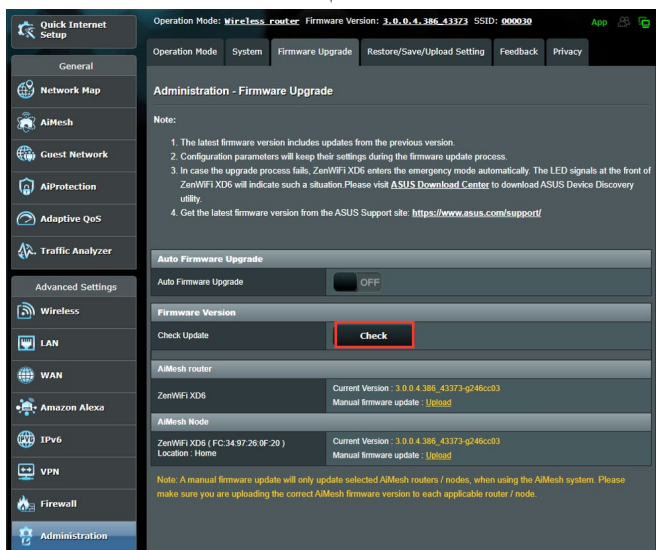 Quick Internet
Setup
General
Network Map
AiMesh
Guest Network
AiProtection
Adaptive QoS
Traffic Analyzer
Advanced Settings
Wireless
LAN
WAN
Amazon Alexa
IPv6
VPN
Firewall
Administration
Operation Mode: Wireless router Firmware Version: 3.0.0.4.386_43373 SSID: 000030
App
Operation Mode System Firmware Upgrade Restore/Save/Upload Setting Feedback Privacy
Administration - Firmware Upgrade
Note:
1. The latest firmware version includes updates from the previous version.
2. Configuration parameters will keep their settings during the firmware update process.
3. In case the upgrade process fails, ZenWiFi XD6 enters the emergency mode automatically. The LED signals at the front of
ZenWiFi XD6 will indicate such a situation.Please visit ASUS Download Center to download ASUS Device Discovery
utility.
4. Get the latest firmware version from the ASUS Support site: https://www.asus.com/support/
Auto Firmware Upgrade
Auto Firmware Upgrade OFF
Firmware Version
Check Update Check
AiMesh router
ZenWiFi XD6
Current Version : 3.0.0.4.386_43373-g246cc03
Manual firmware update : Upload
AiMesh Node
ZenWiFi XD6 ( FC:34:97:26:0F:20 )
Location : Home
Current Version : 3.0.0.4.386_43373-g246cc03
Manual firmware update : Upload
Note: A manual firmware update will only update selected AiMesh routers / nodes, when using the AiMesh system. Please
make sure you are uploading the correct AiMesh firmware version to each applicable router / node.